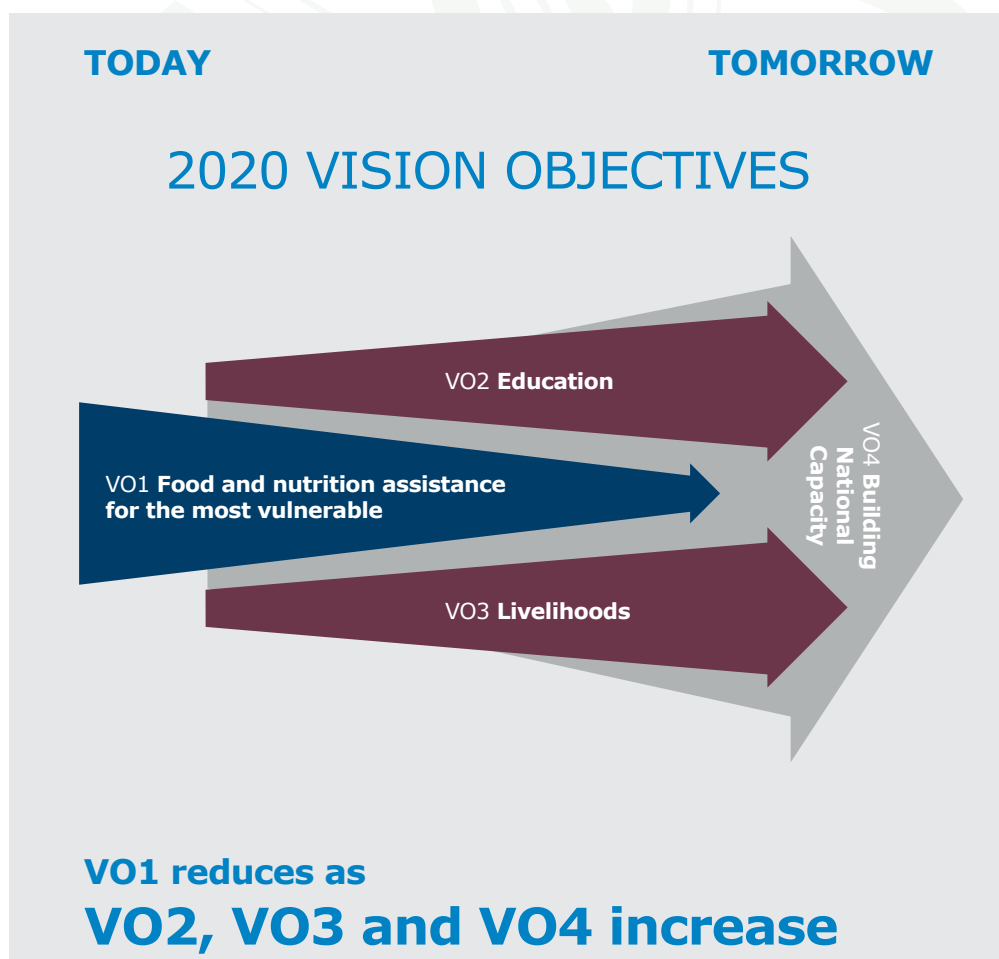 TODAY
TOMORROW
2020 VISION OBJECTIVES
VO2 Education
VO1 Food and nutrition assistance
for the most vulnerable
VO3 Livelihoods
VO4 Building
National
Capacity
VO1 reduces as
VO2, VO3 and VO4 increase